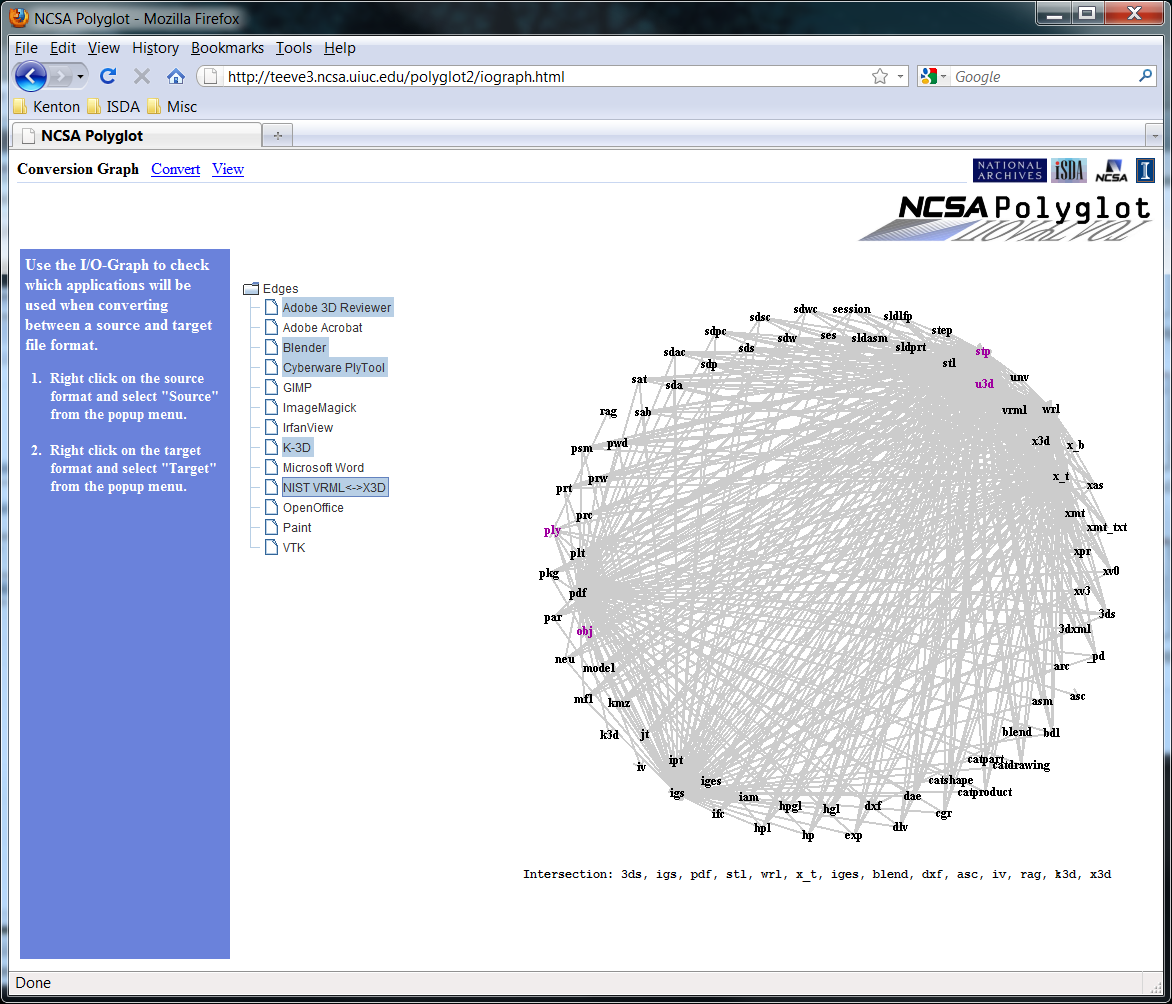 NCSA Polyglot - Mozilla Firefox
File Edit View History Bookmarks Tools Help
http://teeve3.ncsa.uiuc.edu/polyglot2/iograph.html
Google
Kenton ISDA Misc
NCSA Polyglot
Conversion Graph Convert View
NATIONAL ARCHIVES
iSDA
NCSA
I
NCSA Polyglot
Use the I/O-Graph to check
which applications will be
used when converting
between a source and target
file format.
1. Right click on the source
format and select "Source"
from the popup menu.
2. Right click on the target
format and select "Target"
from the popup menu.
Edges
Adobe 3D Reviewer
Adobe Acrobat
Blender
Cyberware PlyTool
GIMP
ImageMagick
IrfanView
K-3D
Microsoft Word
NIST VRML<->X3D
OpenOffice
Paint
VTK
sdwc session sldlfp
sdsc step
sdpc sdw ses sldasm
sdac sds sldprt stp
sdp stl
sat sda u3d unv
rag sab vrml wrl
psm pwd x3d x_b
prt prw x_t xas
prc xmt
ply xmt_txt
plt xpr
pkg xv0
pdf xv3
par 3ds
obj 3dxml
neu model arc _pd
mfl kmz asm asc
k3d jt blend bdl
iv ipt catpart catdrawing
igs iges catshape catproduct
iam hpgl hgl dxf dae
ifc cgr
hpl hp exp dlv
Intersection: 3ds, igs, pdf, stl, wrl, x_t, iges, blend, dxf, asc, iv, rag, k3d, x3d
Done